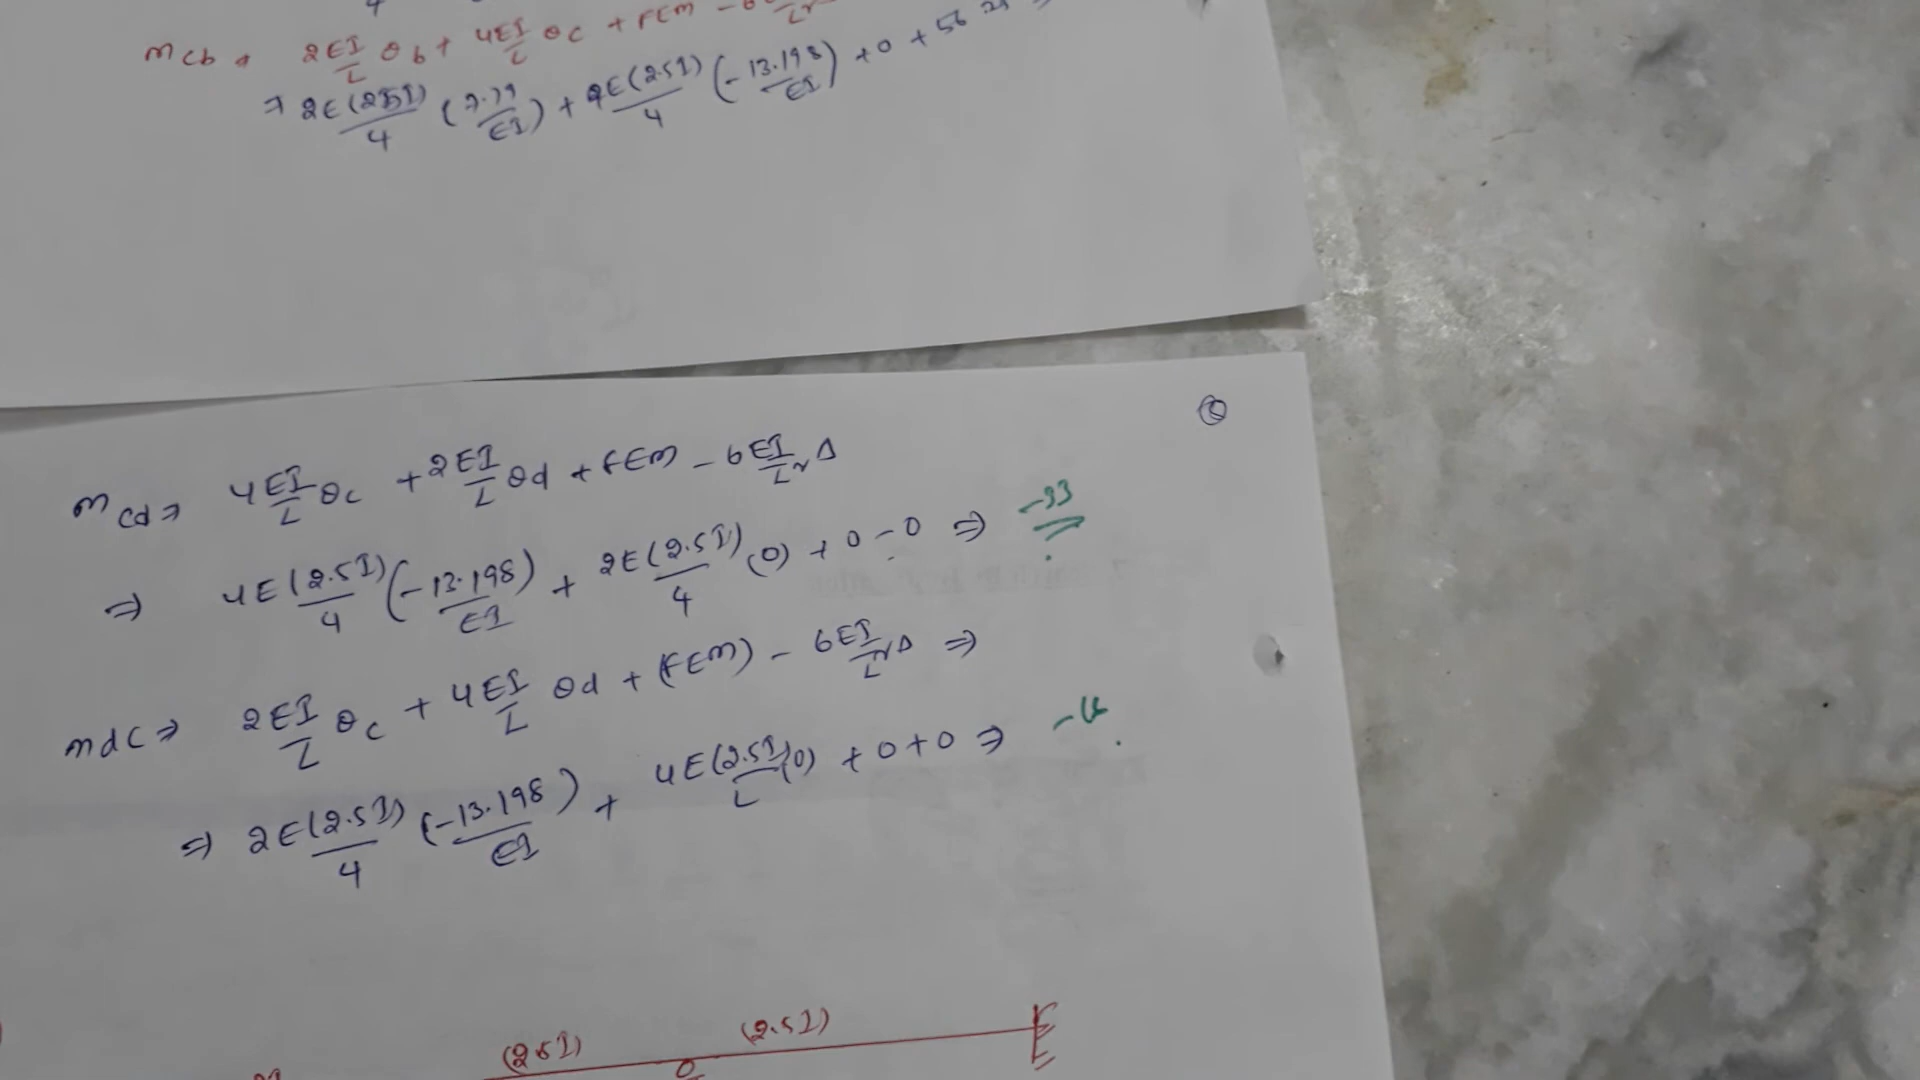 mcb = 2EI/L θb + 4EI/L θc + FEM -
⇒ 2E(2.5I)/4 (7.79/EI) + 4E(2.5I)/4 (-13.198/EI) + 0 + 56.25
mcd ⇒ 4EI/L θc + 2EI/L θd + FEM - 6EI/L² Δ
⇒ 4E(2.5I)/4 (-13.198/EI) + 2E(2.5I)/4 (0) + 0 - 0 ⇒ -33
mdc ⇒ 2EI/L θc + 4EI/L θd + (FEM) - 6EI/L² Δ ⇒
⇒ 2E(2.5I)/4 (-13.198/EI) + 4E(2.5I)/L (0) + 0 + 0 ⇒ -16
(2.5I) (2.5I)